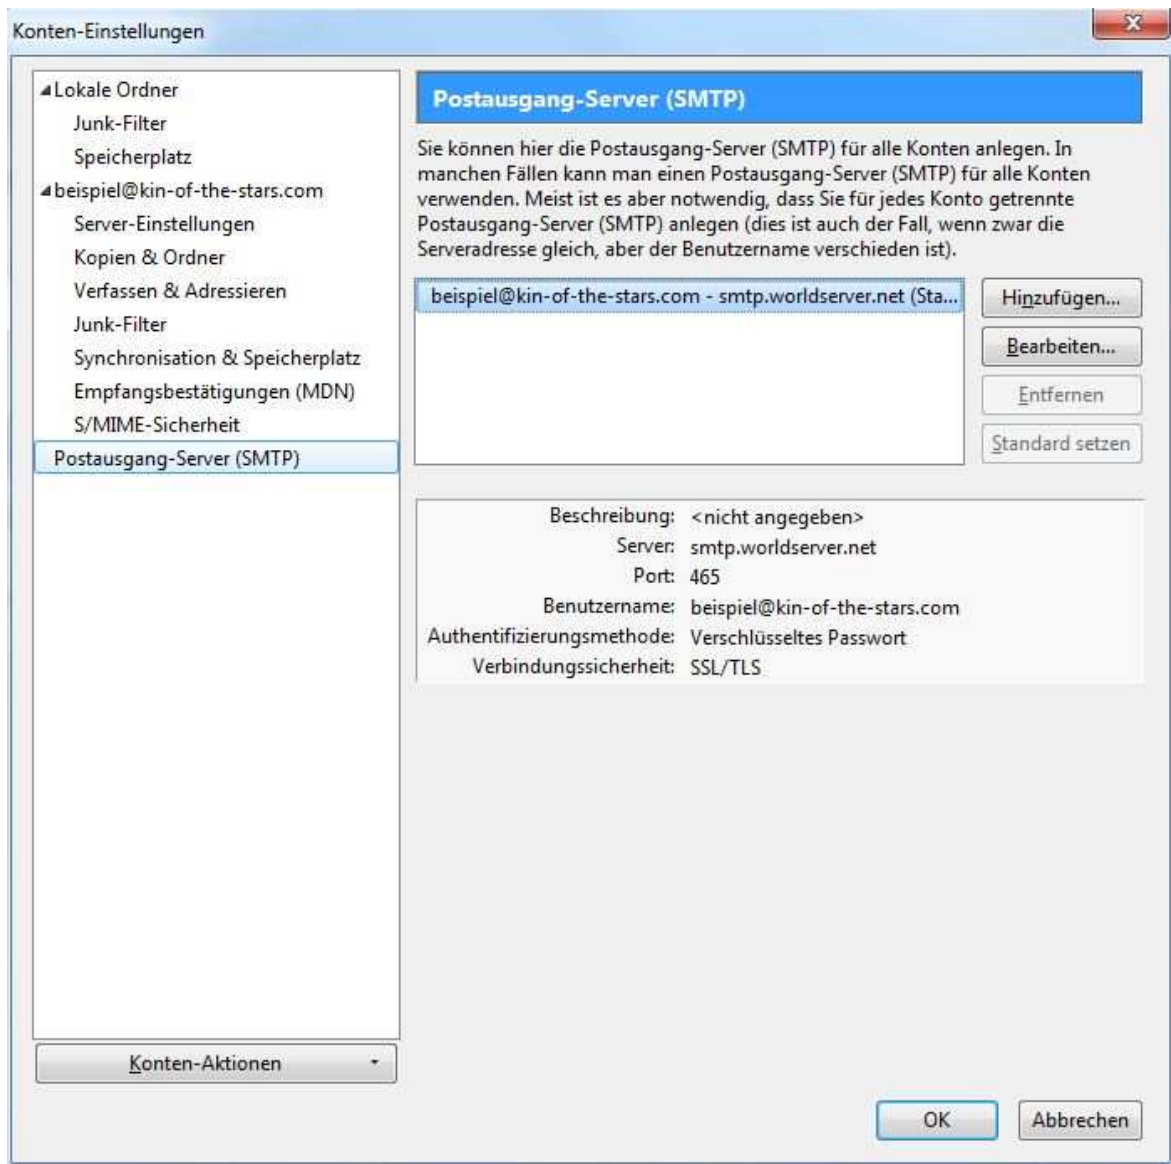 Konten-Einstellungen
Lokale Ordner
Junk-Filter
Speicherplatz
beispiel@kin-of-the-stars.com
Server-Einstellungen
Kopien & Ordner
Verfassen & Adressieren
Junk-Filter
Synchronisation & Speicherplatz
Empfangsbestätigungen (MDN)
S/MIME-Sicherheit
Postausgang-Server (SMTP)
Konten-Aktionen
Postausgang-Server (SMTP)
Sie können hier die Postausgang-Server (SMTP) für alle Konten anlegen. In
manchen Fällen kann man einen Postausgang-Server (SMTP) für alle Konten
verwenden. Meist ist es aber notwendig, dass Sie für jedes Konto getrennte
Postausgang-Server (SMTP) anlegen (dies ist auch der Fall, wenn zwar die
Serveradresse gleich, aber der Benutzername verschieden ist).
beispiel@kin-of-the-stars.com - smtp.worldserver.net (Sta...
Hinzufügen...
Bearbeiten...
Entfernen
Standard setzen
Beschreibung: <nicht angegeben>
Server: smtp.worldserver.net
Port: 465
Benutzername: beispiel@kin-of-the-stars.com
Authentifizierungsmethode: Verschlüsseltes Passwort
Verbindungssicherheit: SSL/TLS
OK
Abbrechen